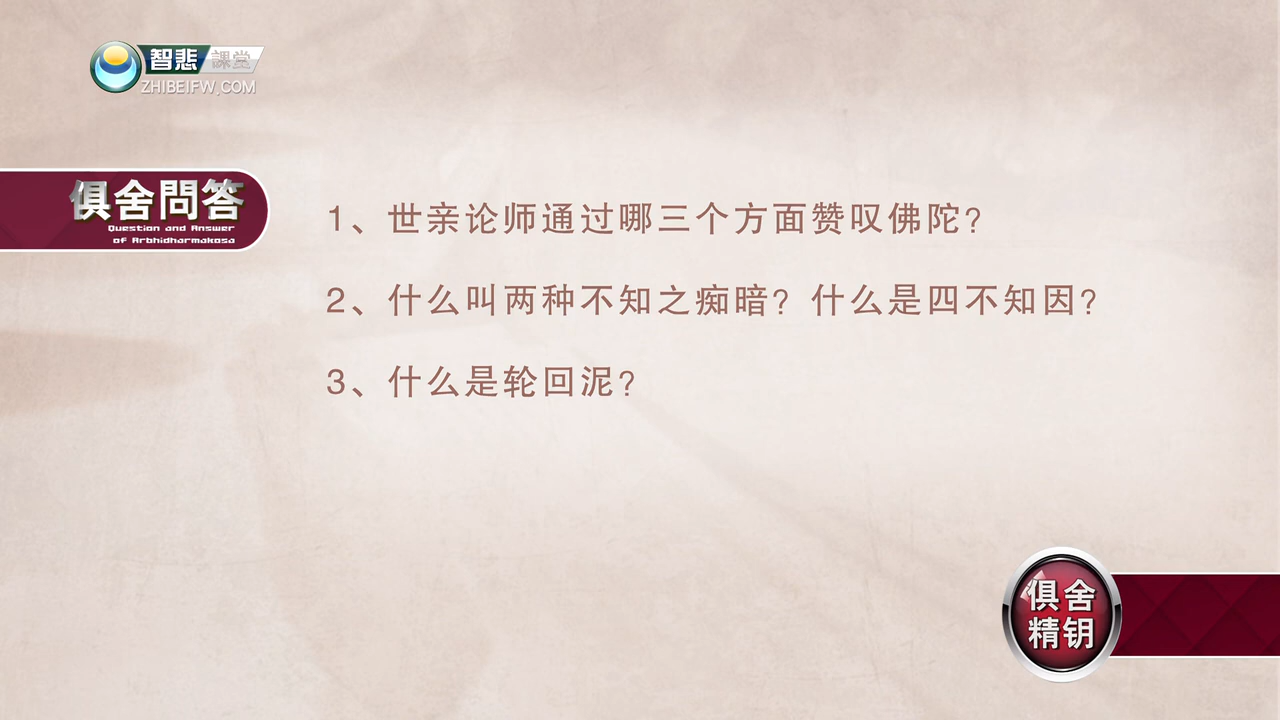 智悲課堂
ZHIBEIFW.COM
俱舍問答
Question and Answer
of Arbhidharmakosa
1、世亲论师通过哪三个方面赞叹佛陀?
2、什么叫两种不知之痴暗? 什么是四不知因?
3、什么是轮回泥?
俱舍
精钥